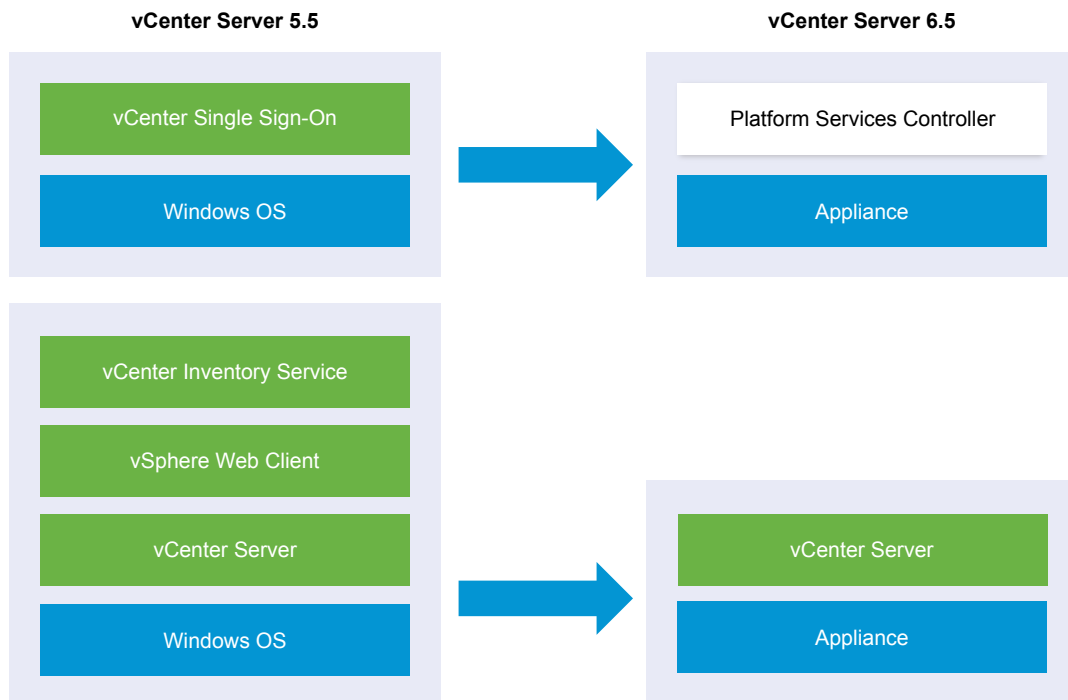 vCenter Server 5.5
vCenter Server 6.5
vCenter Single Sign-On
Platform Services Controller
Windows OS
Appliance
vCenter Inventory Service
vSphere Web Client
vCenter Server
vCenter Server
Windows OS
Appliance